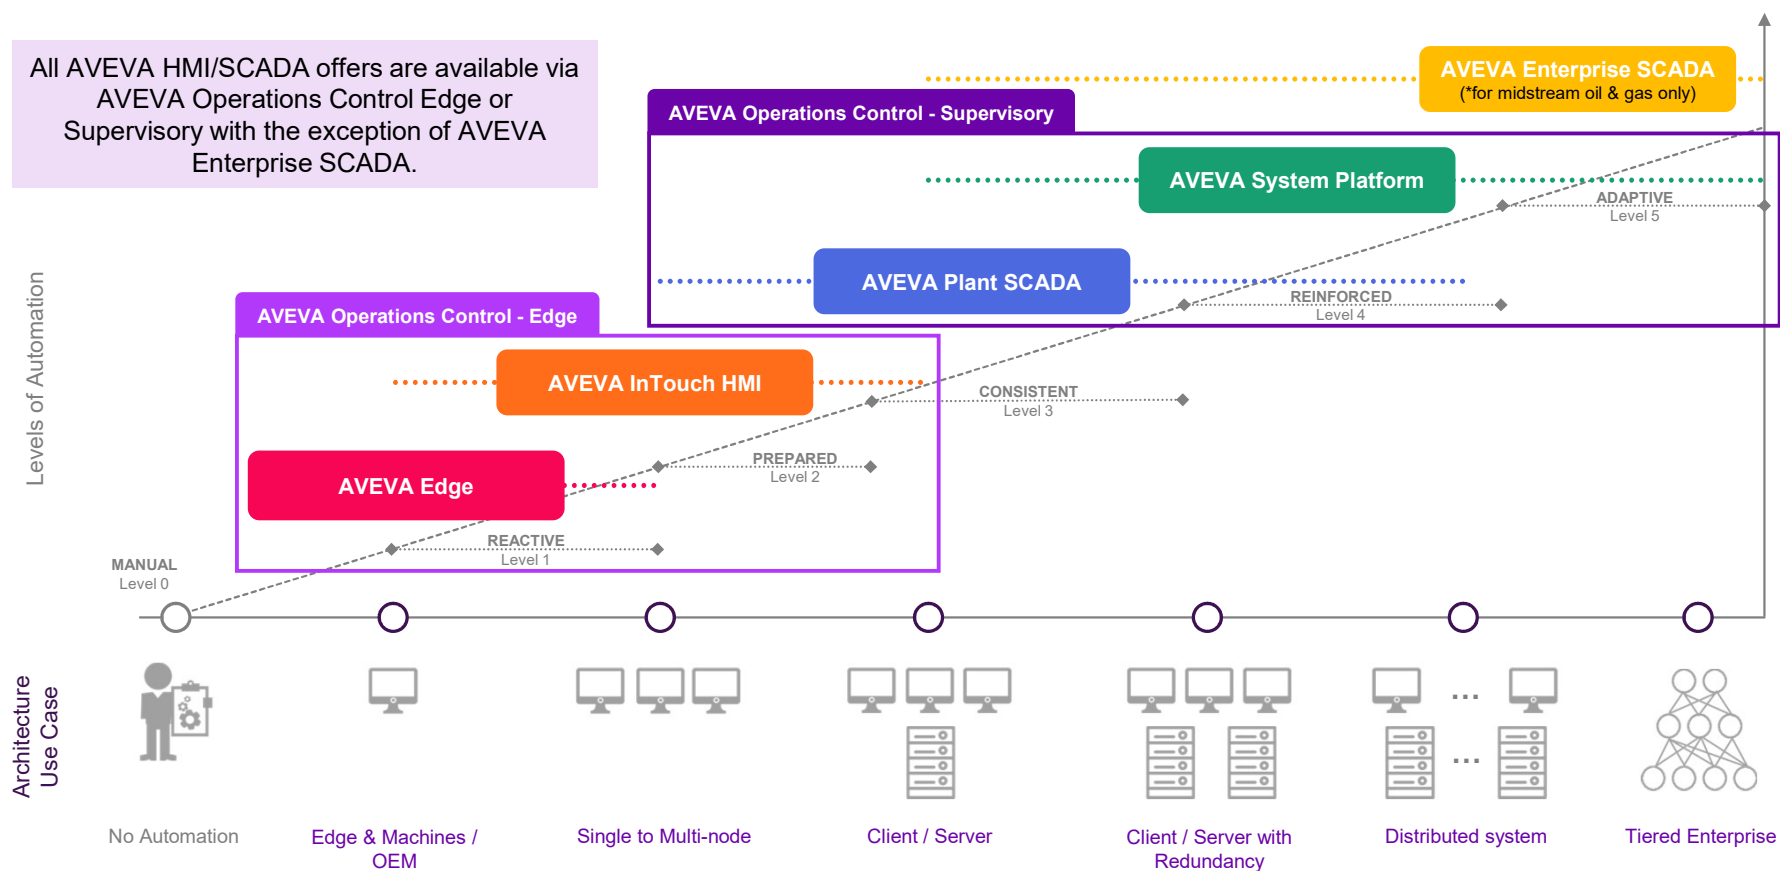 All AVEVA HMI/SCADA offers are available via
AVEVA Operations Control Edge or
Supervisory with the exception of AVEVA
Enterprise SCADA.
AVEVA Enterprise SCADA
(*for midstream oil & gas only)
AVEVA Operations Control - Supervisory
AVEVA System Platform
ADAPTIVE
Level 5
AVEVA Plant SCADA
REINFORCED
Level 4
AVEVA Operations Control - Edge
AVEVA InTouch HMI
CONSISTENT
Level 3
PREPARED
Level 2
AVEVA Edge
REACTIVE
Level 1
MANUAL
Level 0
Levels of Automation
Architecture
Use Case
...
...
No Automation
Edge & Machines /
OEM
Single to Multi-node
Client / Server
Client / Server with
Redundancy
Distributed system
Tiered Enterprise